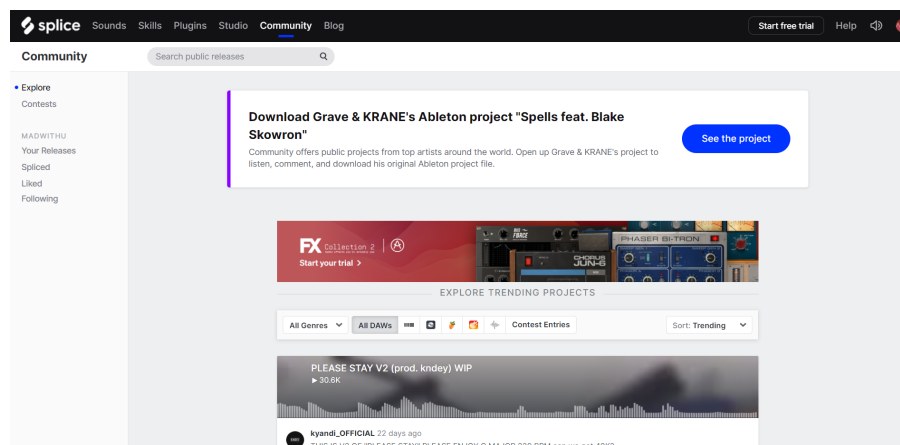 splice Sounds Skills Plugins Studio Community Blog Start free trial Help
Community Search public releases
Explore
Contests
MADWITHU
Your Releases
Spliced
Liked
Following
Download Grave & KRANE's Ableton project "Spells feat. Blake
Skowron"
Community offers public projects from top artists around the world. Open up Grave & KRANE's project to
listen, comment, and download his original Ableton project file.
See the project
FX Collection 2
Start your trial >
FORCE
CHORUS
JUN-6
PHASER BI-TRON
EXPLORE TRENDING PROJECTS
All Genres All DAWs Contest Entries Sort: Trending
PLEASE STAY V2 (prod. kndey) WIP
30.6K
kyandi_OFFICIAL 22 days ago